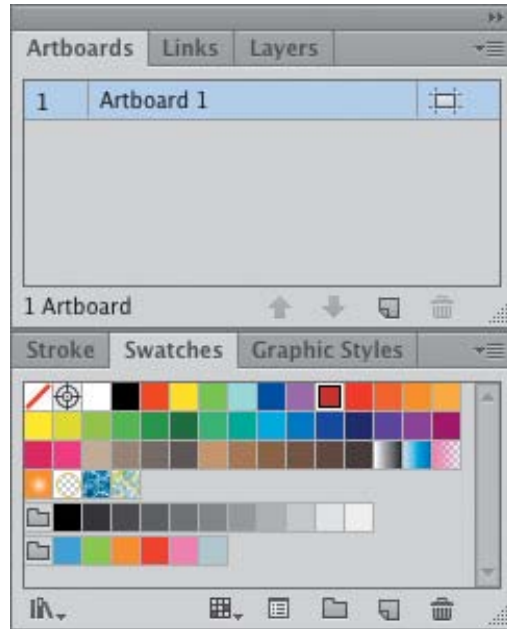 Artboards Links Layers
1 Artboard 1
1 Artboard
Stroke Swatches Graphic Styles